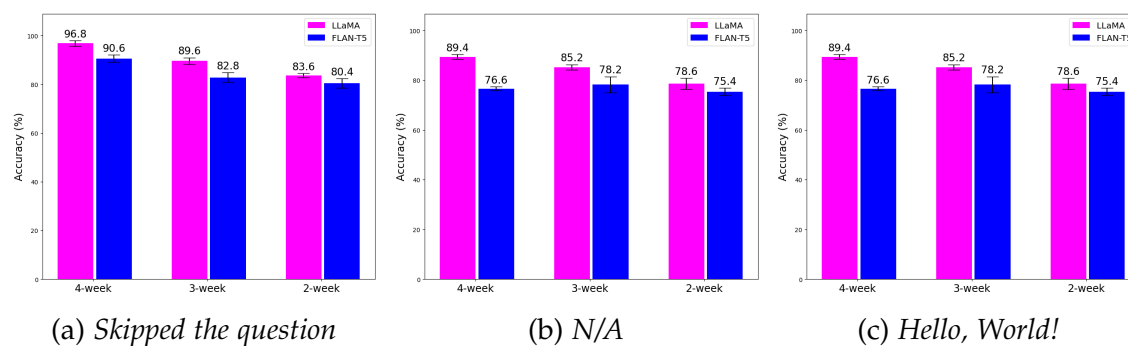 LLaMA
FLAN-T5
96.8
90.6
89.6
82.8
83.6
80.4
Accuracy (%)
100
80
60
40
20
0
4-week
3-week
2-week
(a) Skipped the question
LLaMA
FLAN-T5
89.4
76.6
85.2
78.2
78.6
75.4
Accuracy (%)
100
80
60
40
20
0
4-week
3-week
2-week
(b) N/A
LLaMA
FLAN-T5
89.4
76.6
85.2
78.2
78.6
75.4
Accuracy (%)
100
80
60
40
20
0
4-week
3-week
2-week
(c) Hello, World!